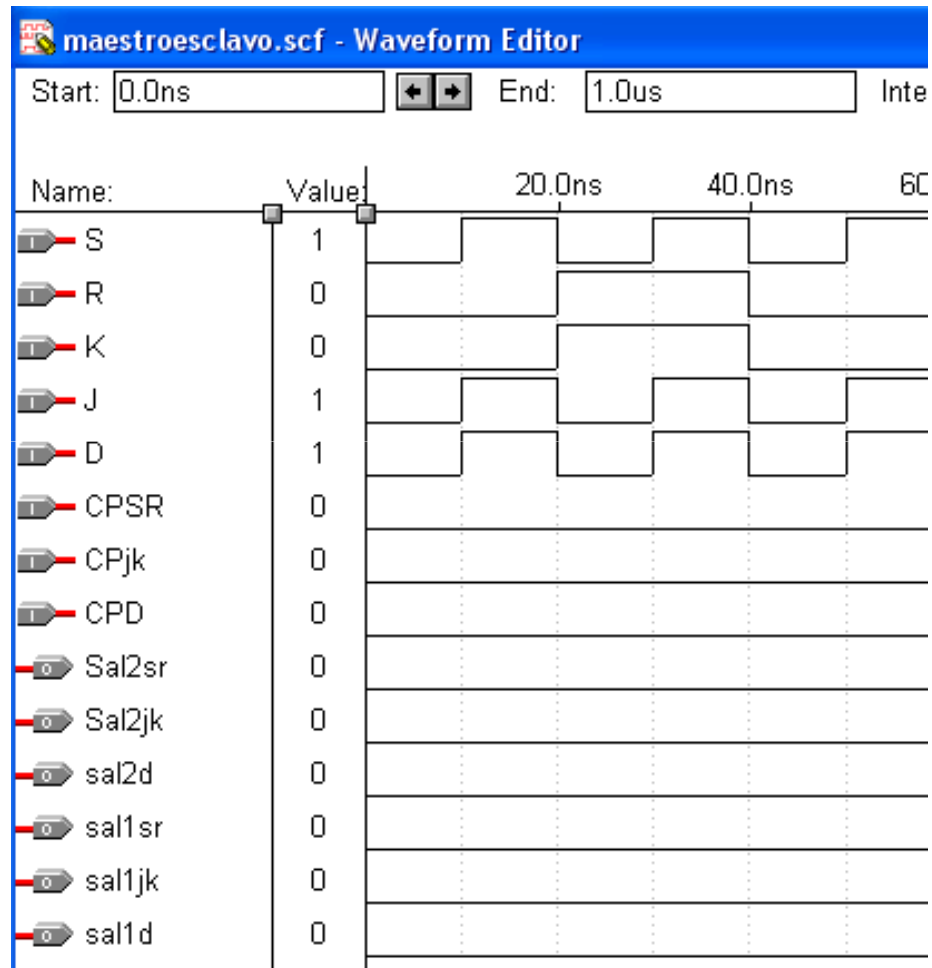 maestroesclavo.scf - Waveform Editor
Start: 0.0ns End: 1.0us Inte
Name: Value: 20.0ns 40.0ns 60
I S 1
I R 0
I K 0
I J 1
I D 1
I CPSR 0
I CPjk 0
I CPD 0
O Sal2sr 0
O Sal2jk 0
O sal2d 0
O sal1sr 0
O sal1jk 0
O sal1d 0